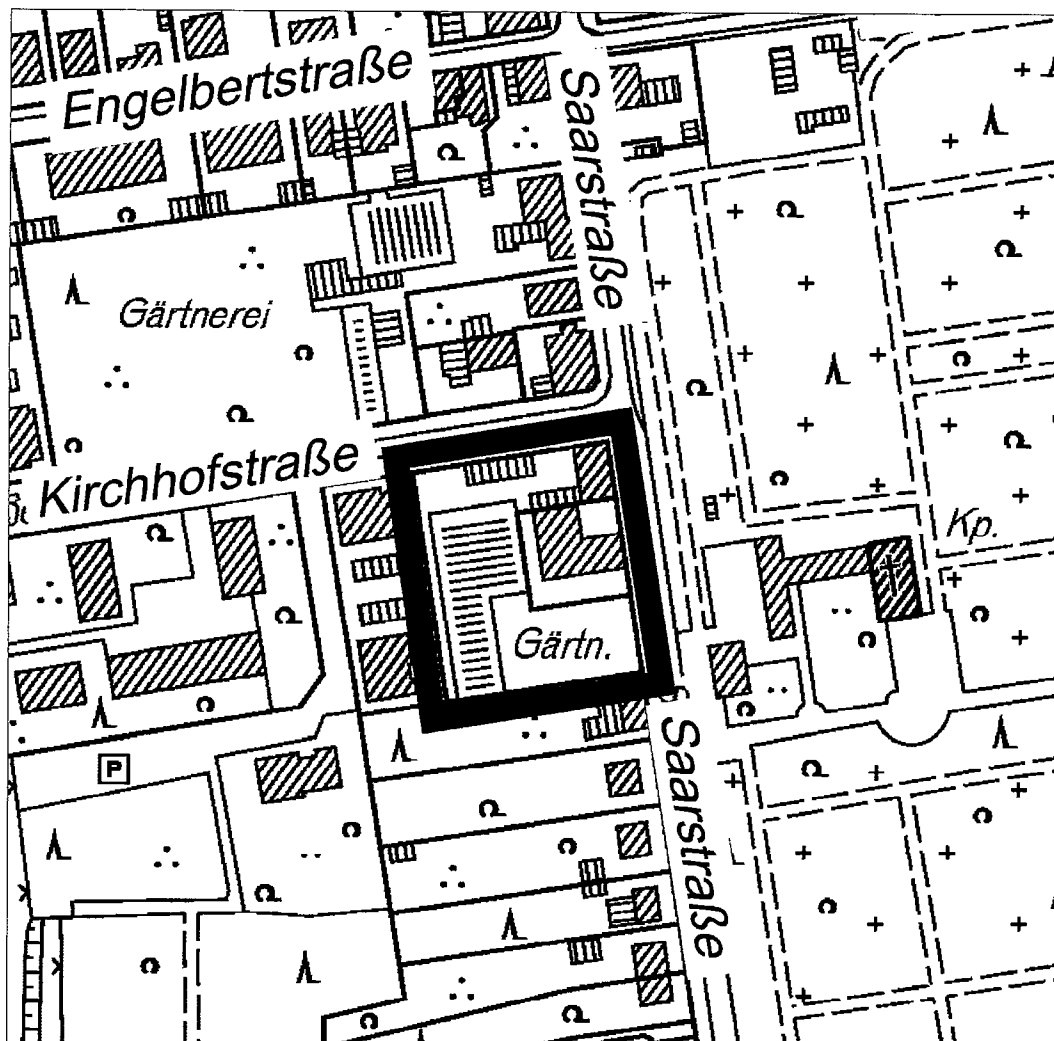 Engelbertstraße
Saarstraße
Gärtnerei
Kirchhofstraße
Kp.
Gärtn.
P
Saarstraße